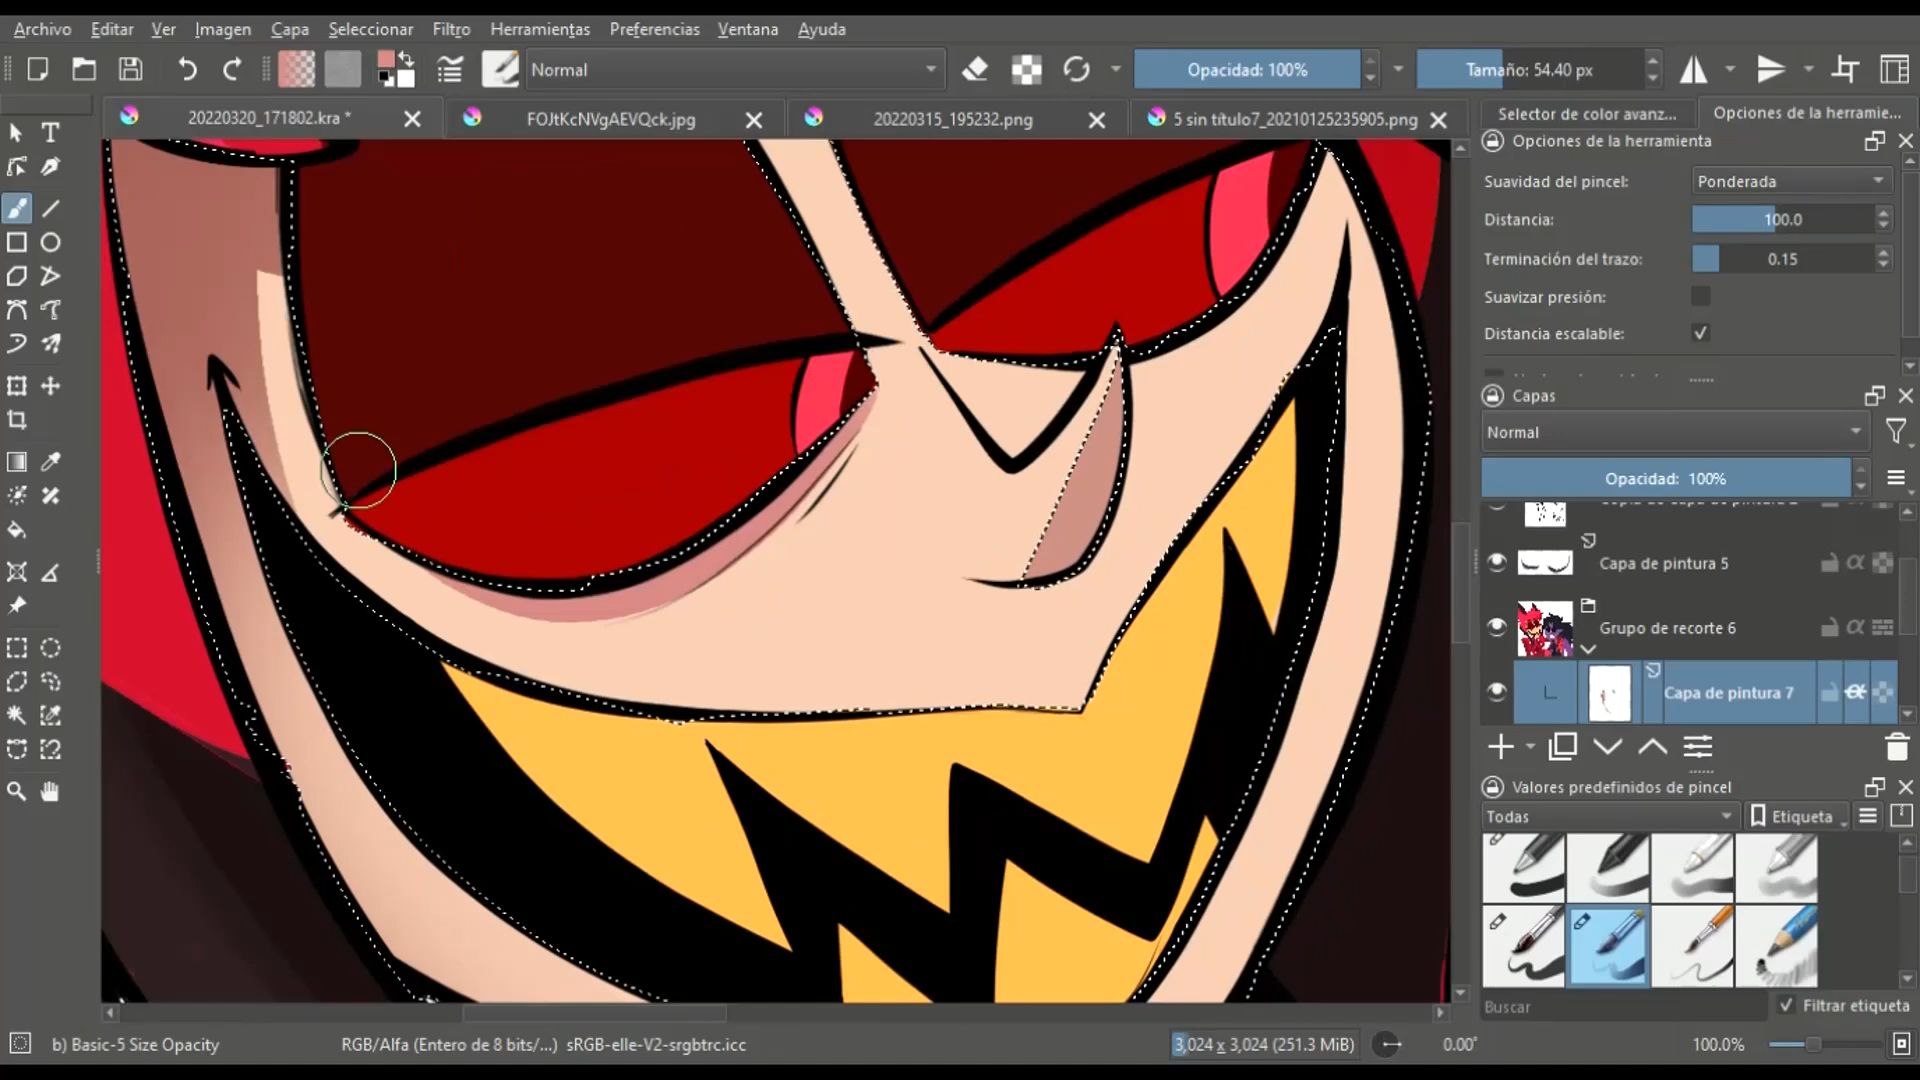 Archivo Editar Ver Imagen Capa Seleccionar Filtro Herramientas Preferencias Ventana Ayuda
Normal Opacidad: 100% Tamaño: 54.40 px
20220320_171802.kra * FOJtKcNVgAEVQck.jpg 20220315_195232.png 5 sin título7_20210125235905.png
Selector de color avanz... Opciones de la herramie...
Opciones de la herramienta
Suavidad del pincel: Ponderada
Distancia: 100.0
Terminación del trazo: 0.15
Suavizar presión:
Distancia escalable:
Capas
Normal
Opacidad: 100%
Capa de pintura 5
Grupo de recorte 6
Capa de pintura 7
Valores predefinidos de pincel
Todas Etiqueta
Buscar Filtrar etiqueta
b) Basic-5 Size Opacity RGB/Alfa (Entero de 8 bits/...) sRGB-elle-V2-srgbtrc.icc 3,024 x 3,024 (251.3 MiB) 0.00° 100.0%